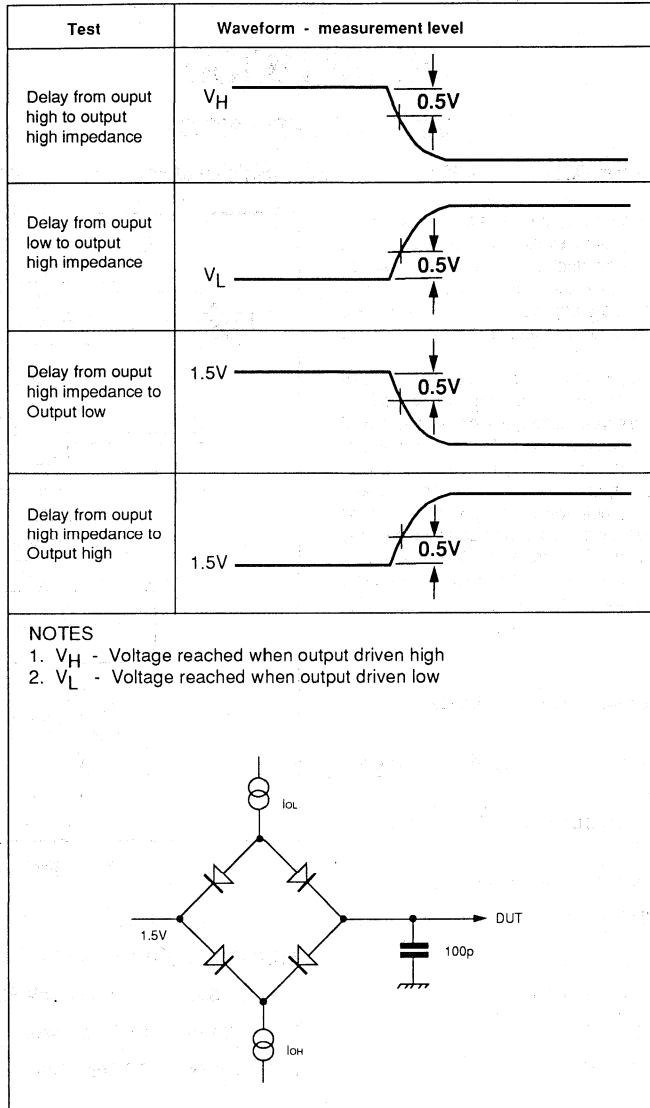 Test
Waveform - measurement level
Delay from ouput
high to output
high impedance
VH
0.5V
Delay from ouput
low to output
high impedance
VL
0.5V
Delay from ouput
high impedance to
Output low
1.5V
0.5V
Delay from ouput
high impedance to
Output high
1.5V
0.5V
NOTES
1. VH - Voltage reached when output driven high
2. VL - Voltage reached when output driven low
IOL
1.5V
DUT
100p
IOH